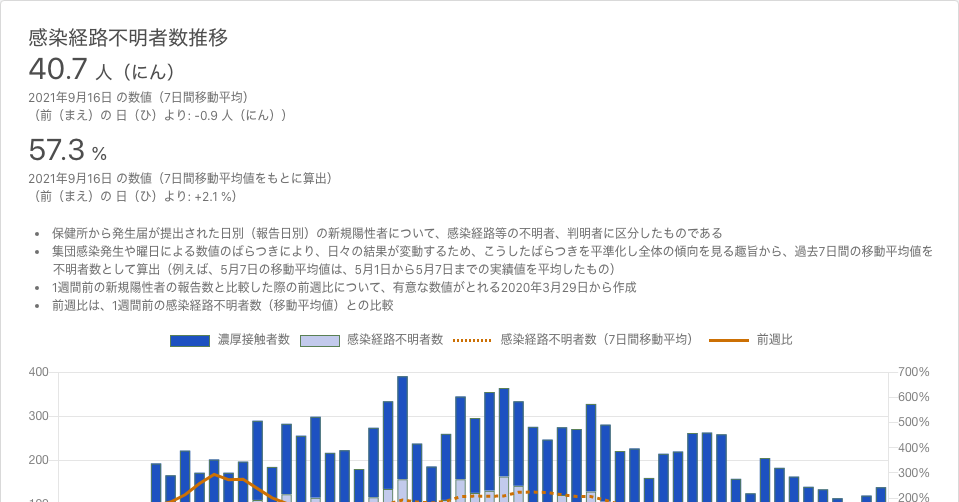 感染経路不明者数推移
40.7 人（にん）
2021年9月16日 の数値（7日間移動平均）
（前（まえ）の 日（ひ）より: -0.9 人（にん））
57.3 %
2021年9月16日 の数値（7日間移動平均値をもとに算出）
（前（まえ）の 日（ひ）より: +2.1 %）
• 保健所から発生届が提出された日別（報告日別）の新規陽性者について、感染経路等の不明者、判明者に区分したものである
• 集団感染発生や曜日による数値のばらつきにより、日々の結果が変動するため、こうしたばらつきを平準化し全体の傾向を見る趣旨から、過去7日間の移動平均値を
不明者数として算出（例えば、5月7日の移動平均値は、5月1日から5月7日までの実績値を平均したもの）
• 1週間前の新規陽性者の報告数と比較した際の前週比について、有意な数値がとれる2020年3月29日から作成
• 前週比は、1週間前の感染経路不明者数（移動平均値）との比較
濃厚接触者数 感染経路不明者数 感染経路不明者数（7日間移動平均） 前週比
400 700%
600%
300 500%
400%
200 300%
100 200%